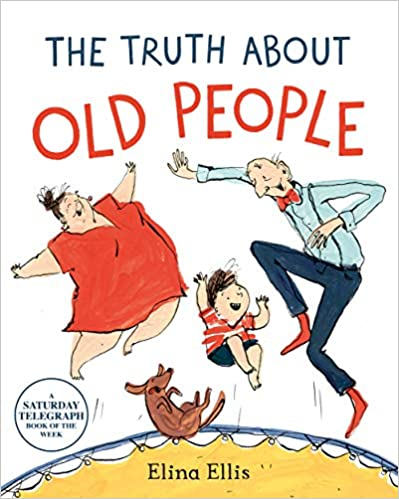 THE TRUTH ABOUT
OLD PEOPLE
A
SATURDAY
TELEGRAPH
BOOK OF THE
WEEK
Elina Ellis